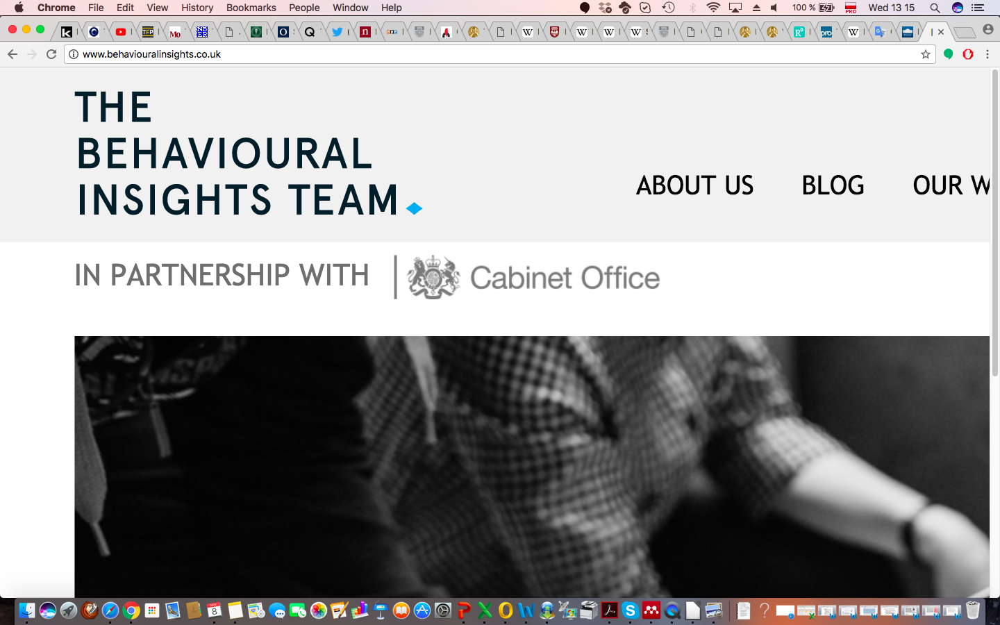 Chrome File Edit View History Bookmarks People Window Help 100 % PRO Wed 13 15
www.behaviouralinsights.co.uk
THE
BEHAVIOURAL
INSIGHTS TEAM
ABOUT US BLOG OUR W
IN PARTNERSHIP WITH Cabinet Office